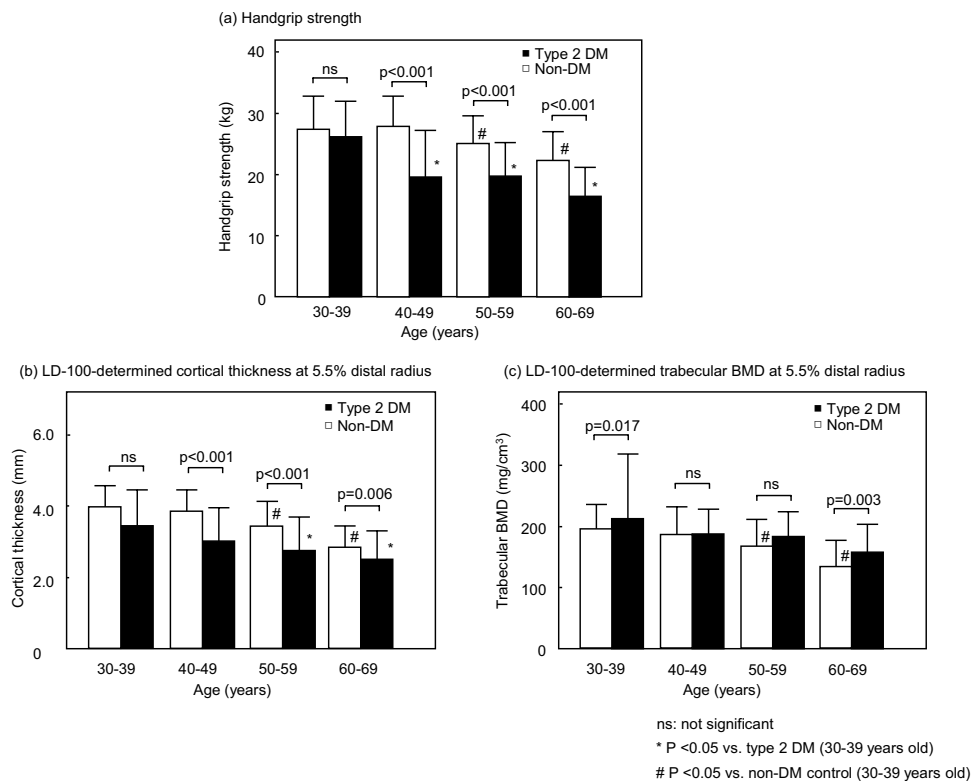 (a) Handgrip strength
40
30
20
10
0
Handgrip strength (kg)
Type 2 DM
Non-DM
ns
p<0.001
p<0.001
p<0.001
#
#
*
*
*
30-39
40-49
50-59
60-69
Age (years)
(b) LD-100-determined cortical thickness at 5.5% distal radius
6.0
4.0
2.0
0
Cortical thickness (mm)
Type 2 DM
Non-DM
ns
p<0.001
p<0.001
p=0.006
#
#
*
*
30-39
40-49
50-59
60-69
Age (years)
(c) LD-100-determined trabecular BMD at 5.5% distal radius
400
300
200
100
0
Trabecular BMD (mg/cm³)
Type 2 DM
Non-DM
p=0.017
ns
ns
p=0.003
#
#
30-39
40-49
50-59
60-69
Age (years)
ns: not significant
* P <0.05 vs. type 2 DM (30-39 years old)
# P <0.05 vs. non-DM control (30-39 years old)